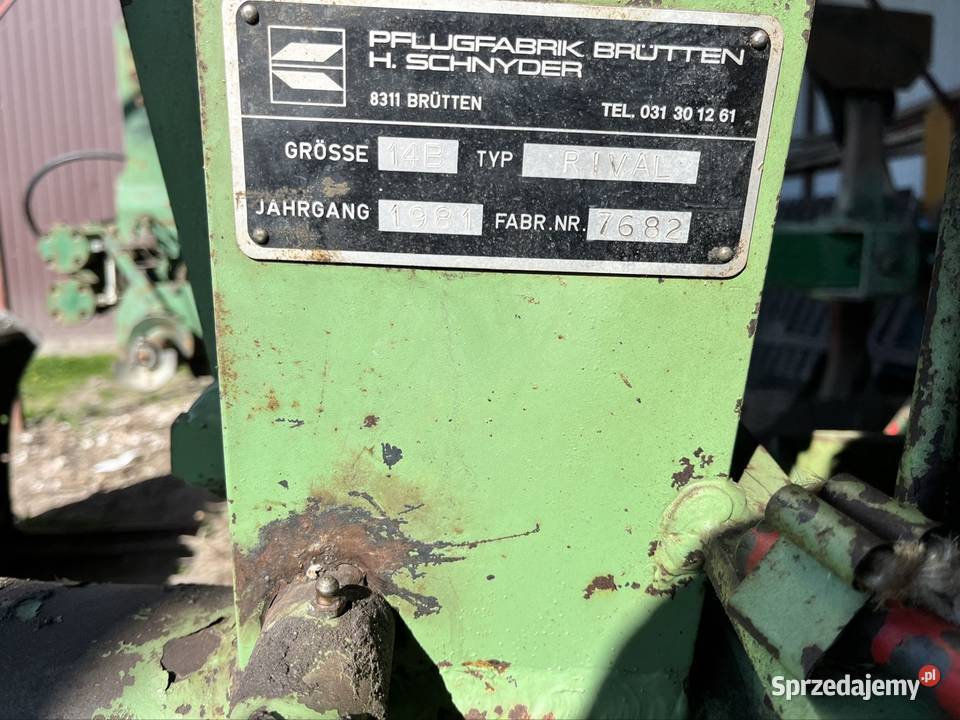 PFLUGFABRIK BRÜTTEN
H. SCHNYDER
8311 BRÜTTEN TEL. 031 30 12 61
GRÖSSE 14B TYP RIVAL
JAHRGANG 1981 FABR.NR. 7682
Sprzedajemy.pl